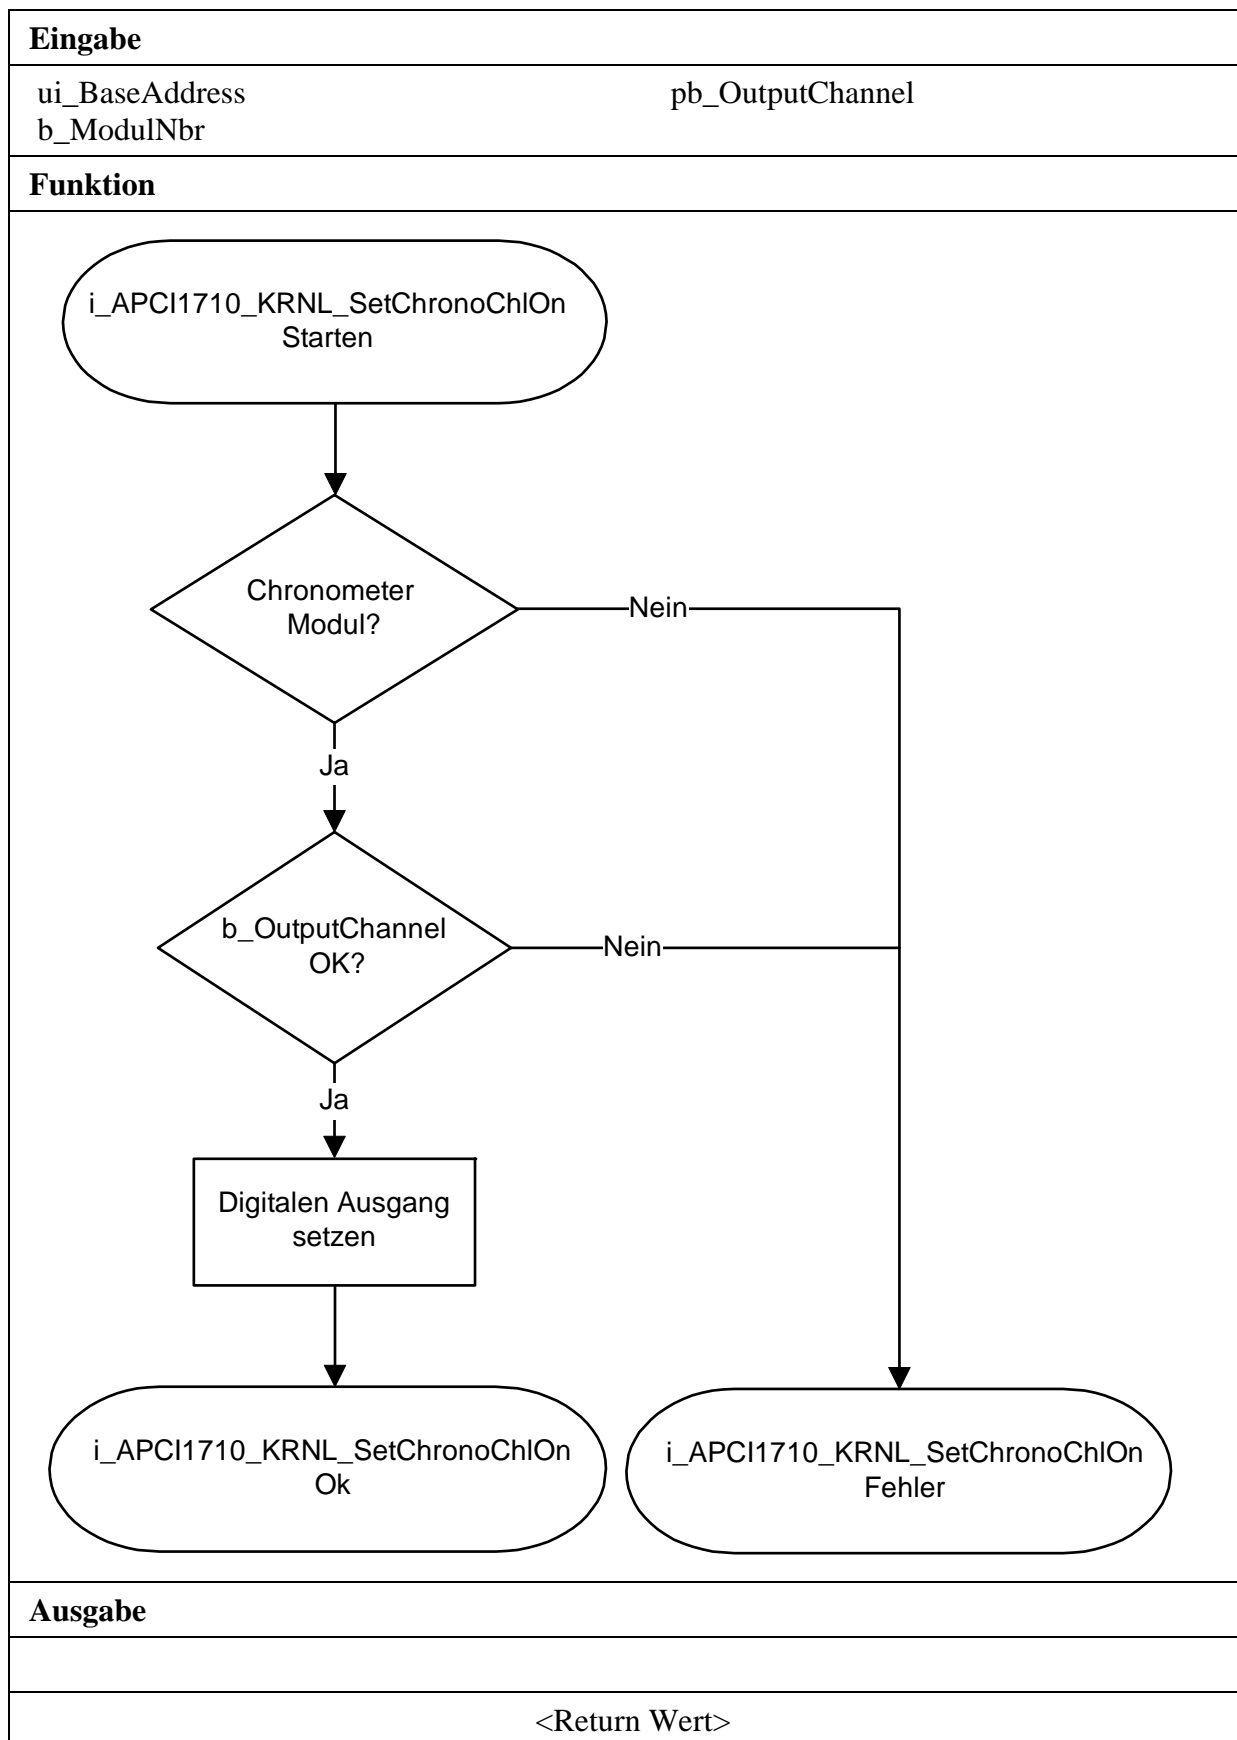 Eingabe
ui_BaseAddress pb_OutputChannel
b_ModulNbr
Funktion
i_APCI1710_KRNL_SetChronoChlOn
Starten
Chronometer
Modul?
Nein
Ja
b_OutputChannel
OK?
Nein
Ja
Digitalen Ausgang
setzen
i_APCI1710_KRNL_SetChronoChlOn
Ok
i_APCI1710_KRNL_SetChronoChlOn
Fehler
Ausgabe
<Return Wert>